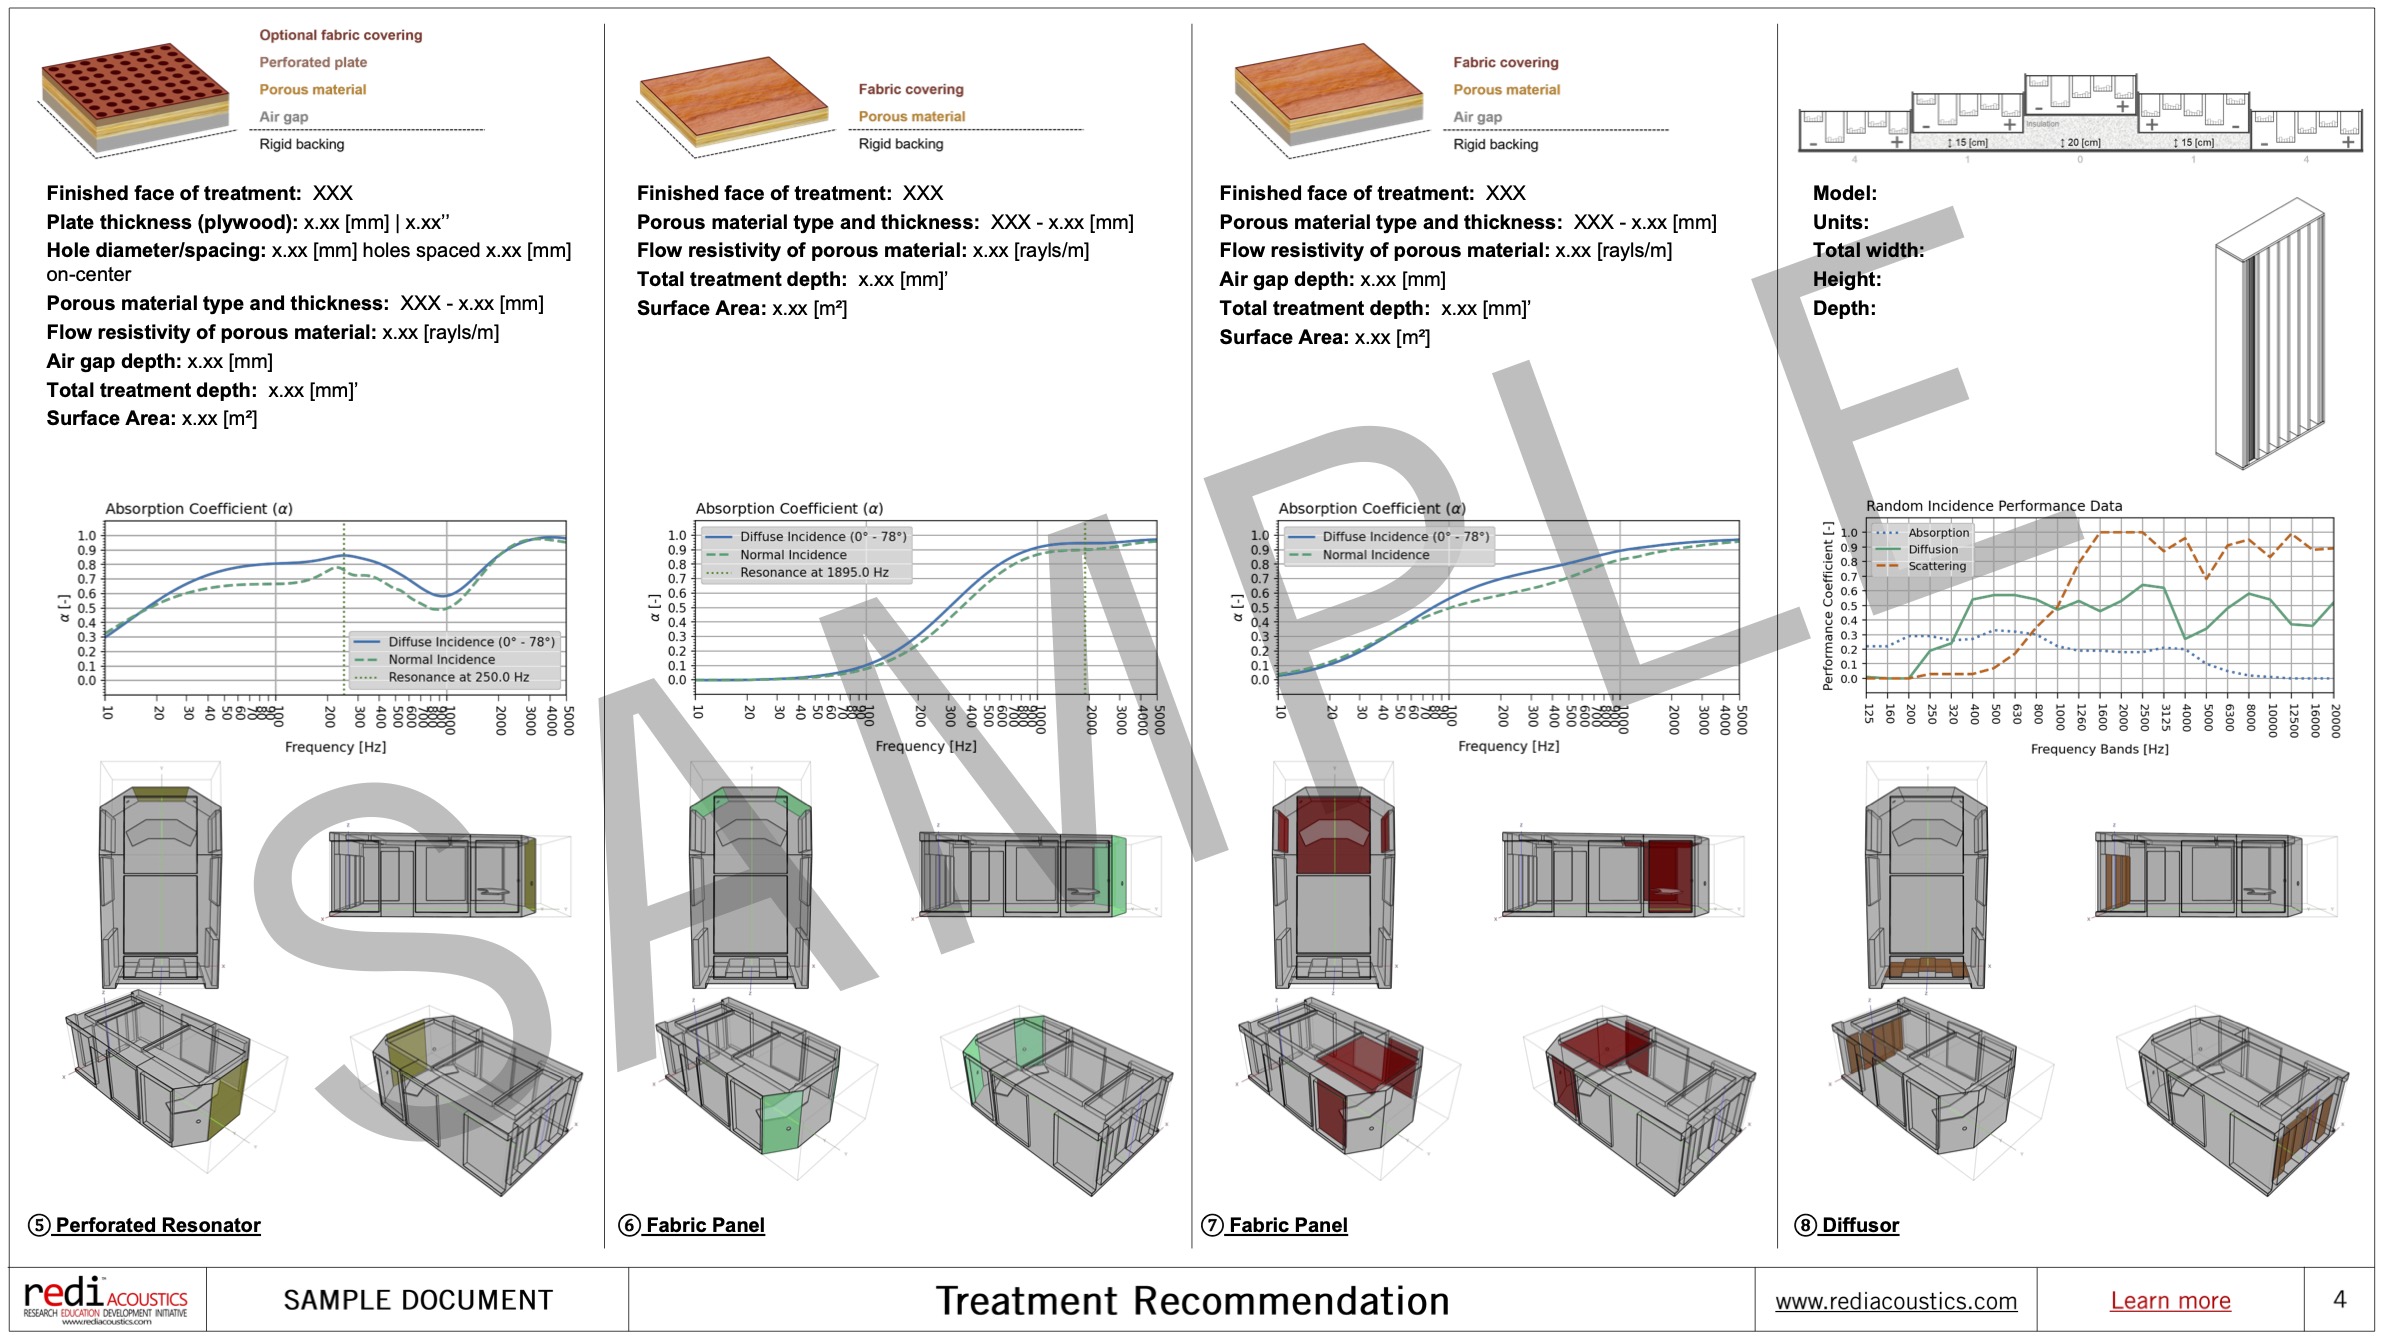 Optional fabric covering
Perforated plate
Porous material
Air gap
Rigid backing
Finished face of treatment: XXX
Plate thickness (plywood): x.xx [mm] | x.xx’’
Hole diameter/spacing: x.xx [mm] holes spaced x.xx [mm]
on-center
Porous material type and thickness: XXX - x.xx [mm]
Flow resistivity of porous material: x.xx [rayls/m]
Air gap depth: x.xx [mm]
Total treatment depth: x.xx [mm]’
Surface Area: x.xx [m²]
Absorption Coefficient (α)
α [-]
1.0
0.9
0.8
0.7
0.6
0.5
0.4
0.3
0.2
0.1
0.0
Diffuse Incidence (0° - 78°)
Normal Incidence
Resonance at 250.0 Hz
10 20 30 40 50 60 70 80 90 100 200 300 400 500 600 700 800 900 1000 2000 3000 4000 5000
Frequency [Hz]
⑤ Perforated Resonator
Fabric covering
Porous material
Rigid backing
Finished face of treatment: XXX
Porous material type and thickness: XXX - x.xx [mm]
Flow resistivity of porous material: x.xx [rayls/m]
Total treatment depth: x.xx [mm]’
Surface Area: x.xx [m²]
Absorption Coefficient (α)
α [-]
1.0
0.9
0.8
0.7
0.6
0.5
0.4
0.3
0.2
0.1
0.0
Diffuse Incidence (0° - 78°)
Normal Incidence
Resonance at 1895.0 Hz
10 20 30 40 50 60 70 80 90 100 200 300 400 500 600 700 800 900 1000 2000 3000 4000 5000
Frequency [Hz]
⑥ Fabric Panel
Fabric covering
Porous material
Air gap
Rigid backing
Finished face of treatment: XXX
Porous material type and thickness: XXX - x.xx [mm]
Flow resistivity of porous material: x.xx [rayls/m]
Air gap depth: x.xx [mm]
Total treatment depth: x.xx [mm]’
Surface Area: x.xx [m²]
Absorption Coefficient (α)
α [-]
1.0
0.9
0.8
0.7
0.6
0.5
0.4
0.3
0.2
0.1
0.0
Diffuse Incidence (0° - 78°)
Normal Incidence
10 20 30 40 50 60 70 80 90 100 200 300 400 500 600 700 800 900 1000 2000 3000 4000 5000
Frequency [Hz]
⑦ Fabric Panel
- + - + - + + - - +
Insulation
↕ 15 [cm] ↕ 20 [cm] ↕ 15 [cm]
4 1 0 1 4
Model:
Units:
Total width:
Height:
Depth:
Random Incidence Performance Data
Performance Coefficient [-]
1.0
0.9
0.8
0.7
0.6
0.5
0.4
0.3
0.2
0.1
0.0
Absorption
Diffusion
Scattering
125 160 200 250 320 400 500 630 800 1000 1260 1600 2000 2500 3125 4000 5000 6300 8000 10000 12500 16000 20000
Frequency Bands [Hz]
⑧ Diffusor
SAMPLE
redi ACOUSTICS
RESEARCH EDUCATION DEVELOPMENT INITIATIVE
www.rediacoustics.com
SAMPLE DOCUMENT
Treatment Recommendation
www.rediacoustics.com
Learn more
4